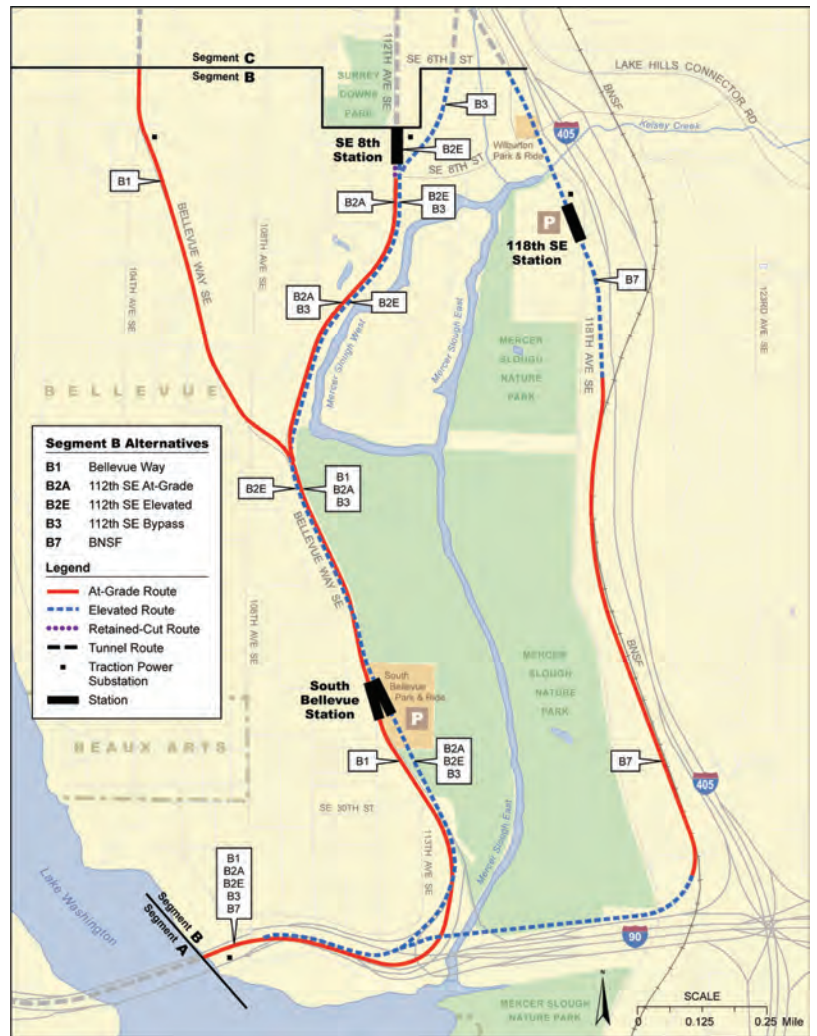 112TH AVE SE
SE 6TH ST
Segment C
Segment B
SURREY
DOWNS
PARK
LAKE HILLS CONNECTOR RD
BNSF
405
Kelsey Creek
B3
SE 8th
Station
B2E
SE 8TH ST
Wilburton
Park & Ride
B1
B2A
B2E
B3
P
118th SE
Station
BELLEVUE WAY SE
108TH AVE SE
104TH AVE SE
B2A
B3
B2E
B7
123RD AVE SE
118TH AVE SE
Mercer Slough West
Mercer Slough East
MERCER
SLOUGH
NATURE
PARK
BELLEVUE
Segment B Alternatives
B1 Bellevue Way
B2A 112th SE At-Grade
B2E 112th SE Elevated
B3 112th SE Bypass
B7 BNSF
Legend
At-Grade Route
Elevated Route
Retained-Cut Route
Tunnel Route
Traction Power
Substation
Station
B2E
B1
B2A
B3
BELLEVUE WAY SE
108TH AVE SE
BNSF
MERCER
SLOUGH
NATURE
PARK
South
Bellevue
Station
South
Bellevue
Park & Ride
P
BEAUX ARTS
B1
B2A
B2E
B3
B7
405
SE 30TH ST
113TH AVE SE
Mercer Slough East
B1
B2A
B2E
B3
B7
Lake Washington
Segment B
Segment A
90
N
SCALE
0 0.125 0.25 Mile
MERCER SLOUGH
NATURE PARK